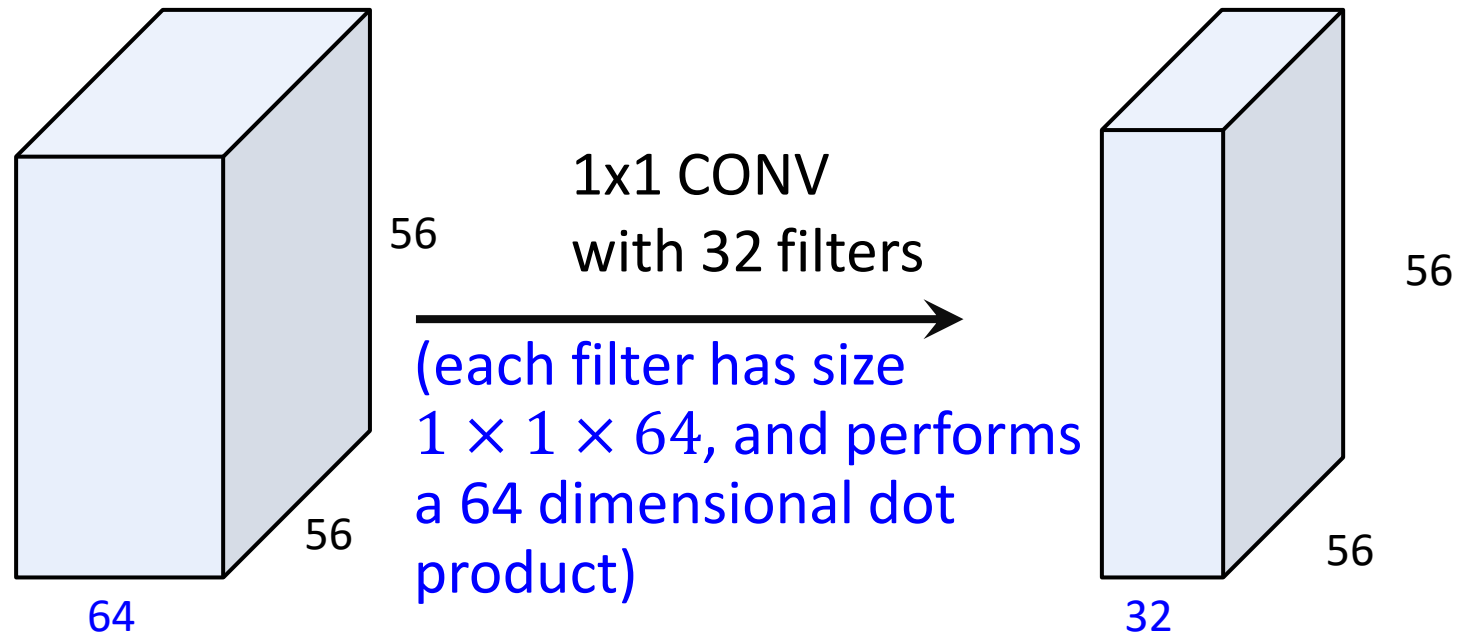 56
56
64
1x1 CONV
with 32 filters
(each filter has size
1 × 1 × 64, and performs
a 64 dimensional dot
product)
56
56
32